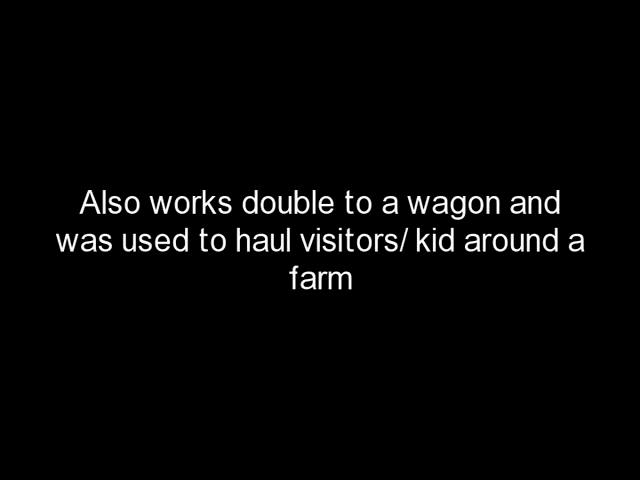 Also works double to a wagon and
was used to haul visitors/ kid around a
farm